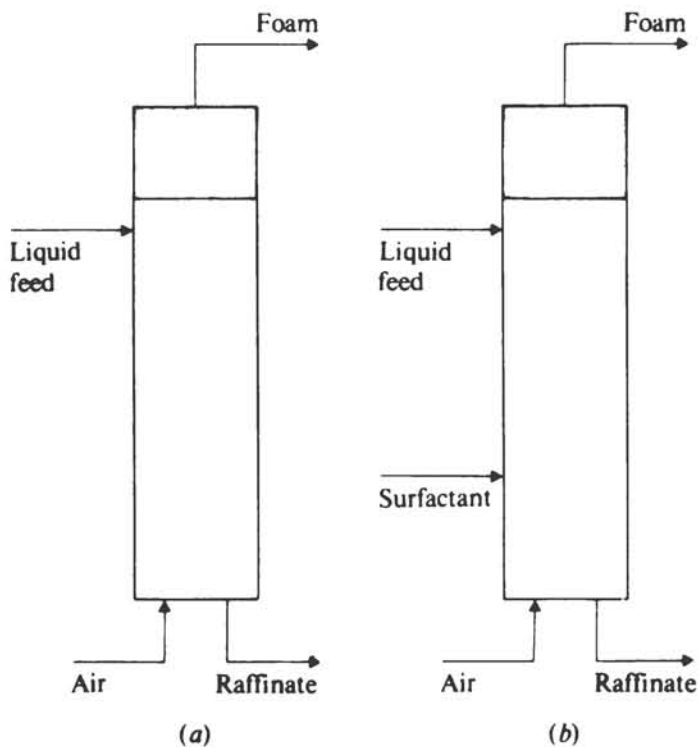 Foam
Liquid
feed
Air
Raffinate
(a)
Foam
Liquid
feed
Surfactant
Air
Raffinate
(b)